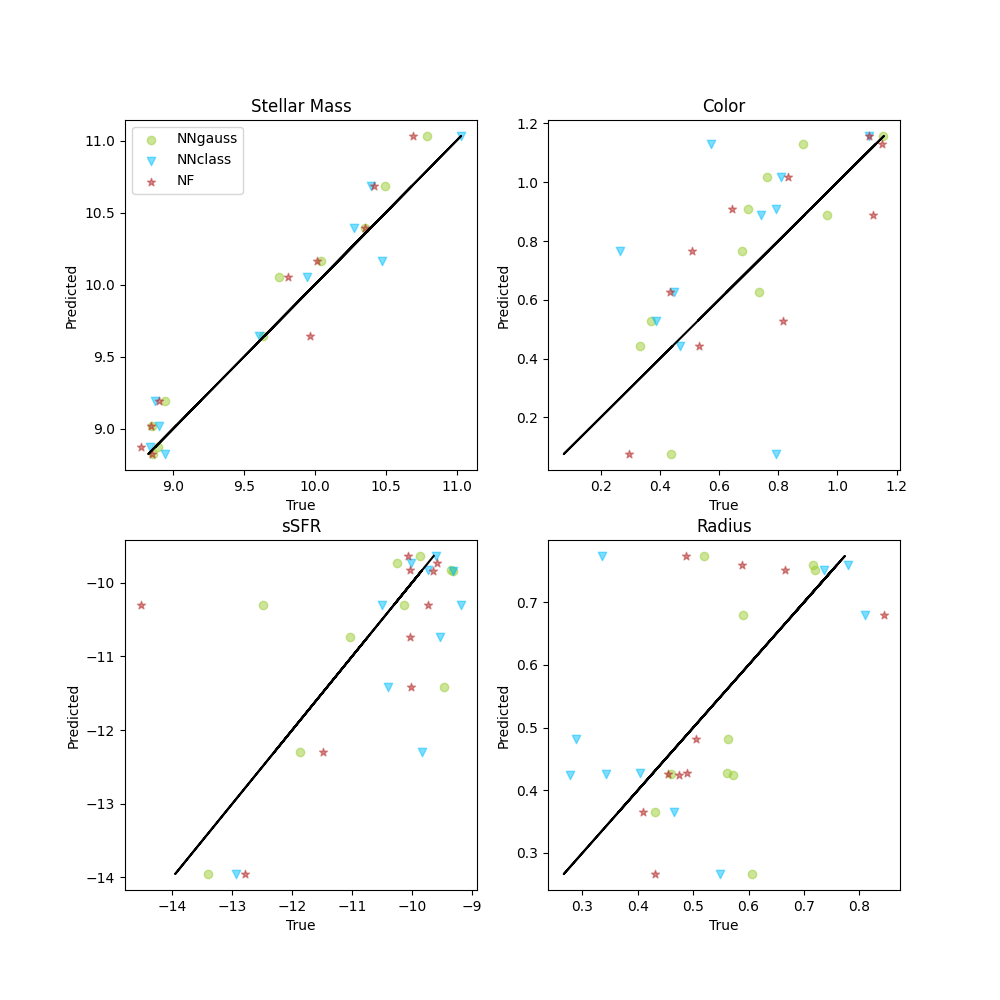 Stellar Mass
11.0
10.5
10.0
9.5
9.0
Predicted
NNgauss
NNclass
NF
9.0 9.5 10.0 10.5 11.0
True
Color
1.2
1.0
0.8
0.6
0.4
0.2
Predicted
0.2 0.4 0.6 0.8 1.0 1.2
True
sSFR
−10
−11
−12
−13
−14
Predicted
−14 −13 −12 −11 −10 −9
True
Radius
0.7
0.6
0.5
0.4
0.3
Predicted
0.3 0.4 0.5 0.6 0.7 0.8
True